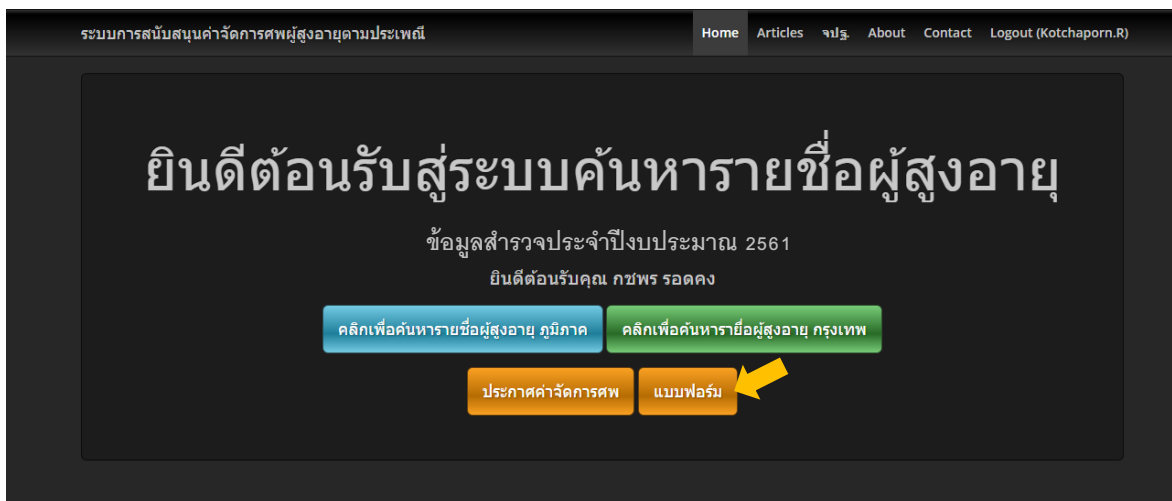 ระบบการสนับสนุนค่าจัดการศพผู้สูงอายุตามประเพณี
Home Articles จปฐ. About Contact Logout (Kotchaporn.R)
ยินดีต้อนรับสู่ระบบค้นหารายชื่อผู้สูงอายุ
ข้อมูลสำรวจประจำปีงบประมาณ 2561
ยินดีต้อนรับคุณ กชพร รอดคง
คลิกเพื่อค้นหารายชื่อผู้สูงอายุ ภูมิภาค
คลิกเพื่อค้นหารายื่อผู้สูงอายุ กรุงเทพ
ประกาศค่าจัดการศพ
แบบฟอร์ม